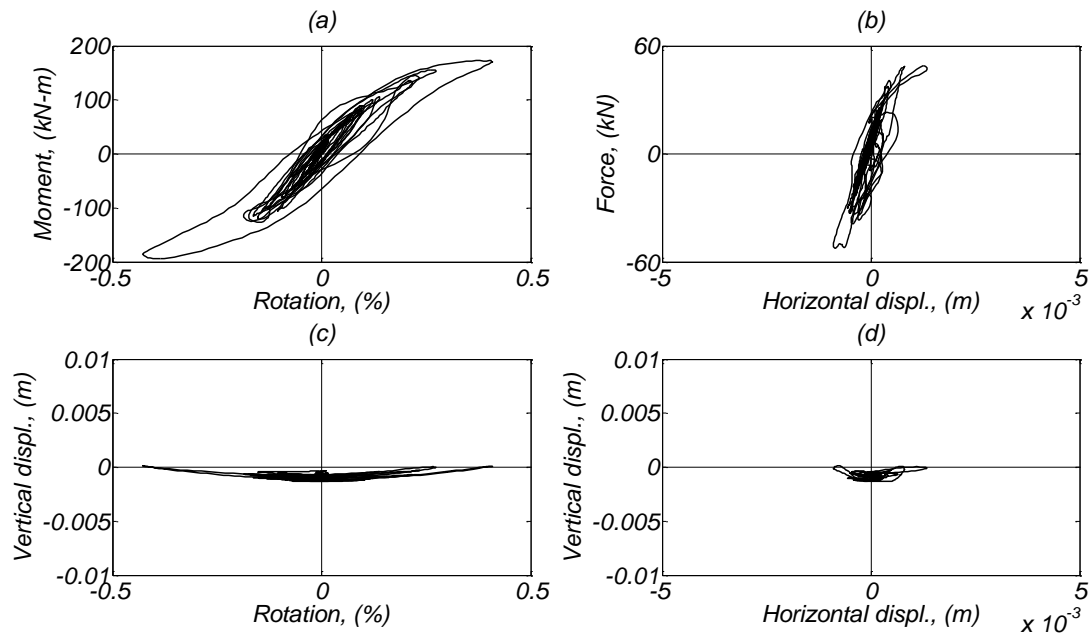 (a)
200
100
0
-100
-200
Moment, (kN-m)
-0.5
0
0.5
Rotation, (%)
(b)
60
0
-60
Force, (kN)
-5
0
5
Horizontal displ., (m)
x 10-3
(c)
0.01
0.005
0
-0.005
-0.01
Vertical displ., (m)
-0.5
0
0.5
Rotation, (%)
(d)
0.01
0.005
0
-0.005
-0.01
Vertical displ., (m)
-5
0
5
Horizontal displ., (m)
x 10-3